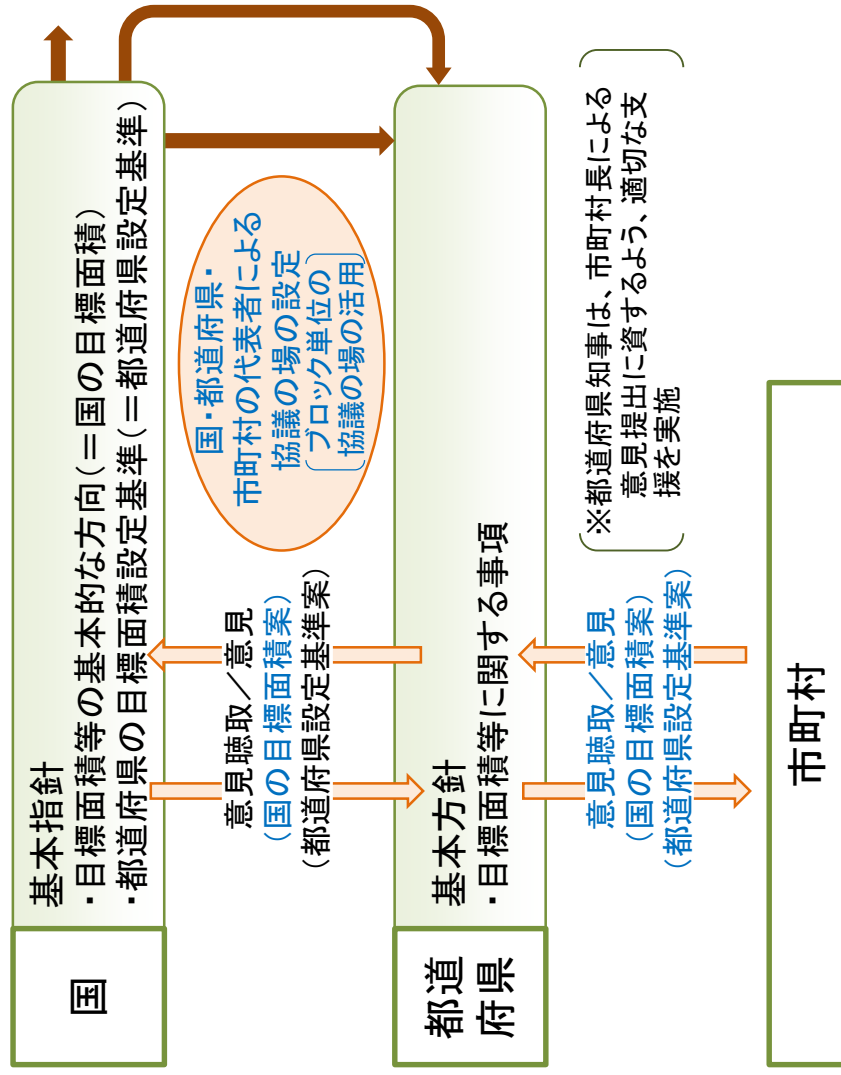 国
基本指針
・目標面積等の基本的な方向(=国の目標面積)
・都道府県の目標面積設定基準(=都道府県設定基準)
意見聴取/意見
(国の目標面積案)
(都道府県設定基準案)
国・都道府県・
市町村の代表者による
協議の場の設定
ブロック単位の
協議の場の活用
都道
府県
基本方針
・目標面積等に関する事項
意見聴取/意見
(国の目標面積案)
(都道府県設定基準案)
※都道府県知事は、市町村長による
意見提出に資するよう、適切な支
援を実施
市町村